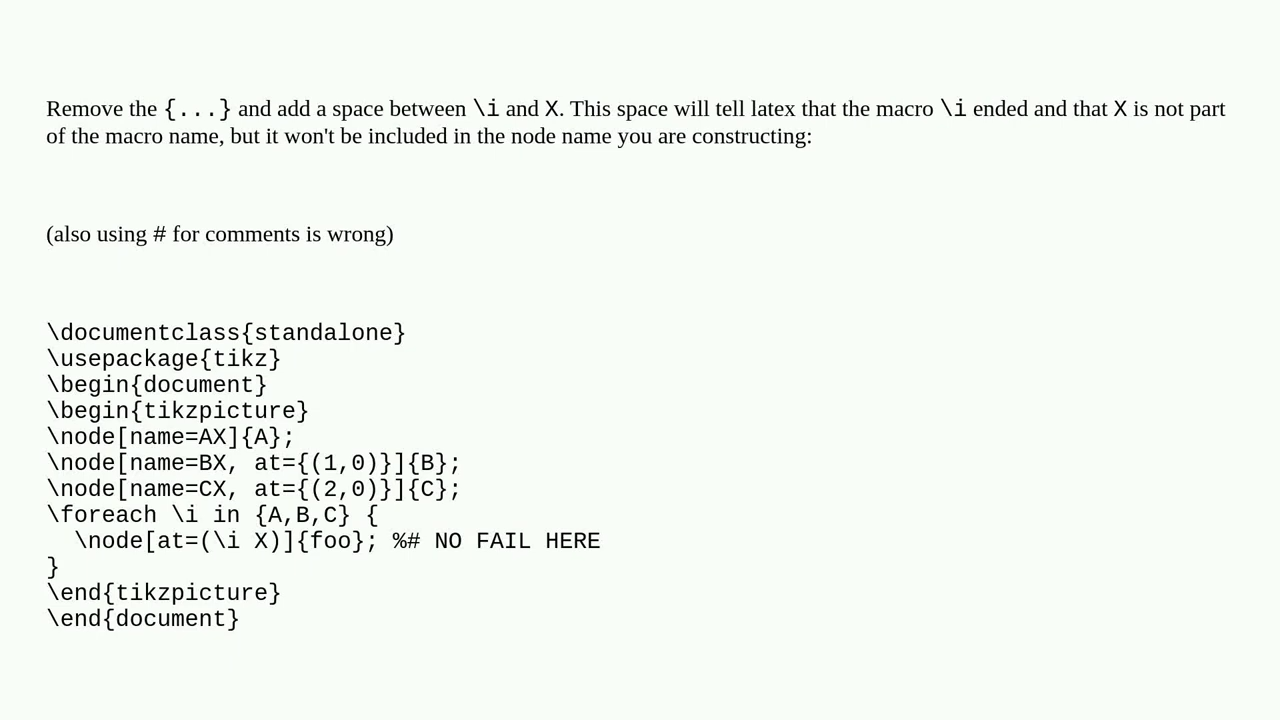 Remove the {...} and add a space between \i and X. This space will tell latex that the macro \i ended and that X is not part
of the macro name, but it won't be included in the node name you are constructing:
(also using # for comments is wrong)
\documentclass{standalone}
\usepackage{tikz}
\begin{document}
\begin{tikzpicture}
\node[name=AX]{A};
\node[name=BX, at={(1,0)}]{B};
\node[name=CX, at={(2,0)}]{C};
\foreach \i in {A,B,C} {
  \node[at=(\i X)]{foo}; %# NO FAIL HERE
}
\end{tikzpicture}
\end{document}